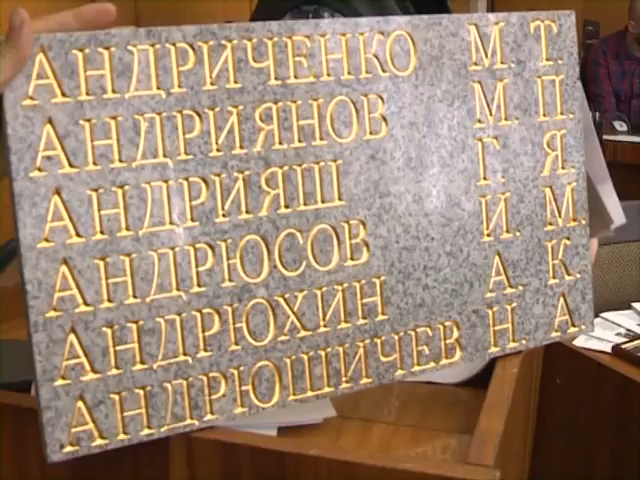 АНДРИЧЕНКО М. Т.
АНДРИЯНОВ М. П.
АНДРИЯШ Г. Я.
АНДРЮСОВ И. М.
АНДРЮХИН А. К.
АНДРЮШИЧЕВ Н. А.